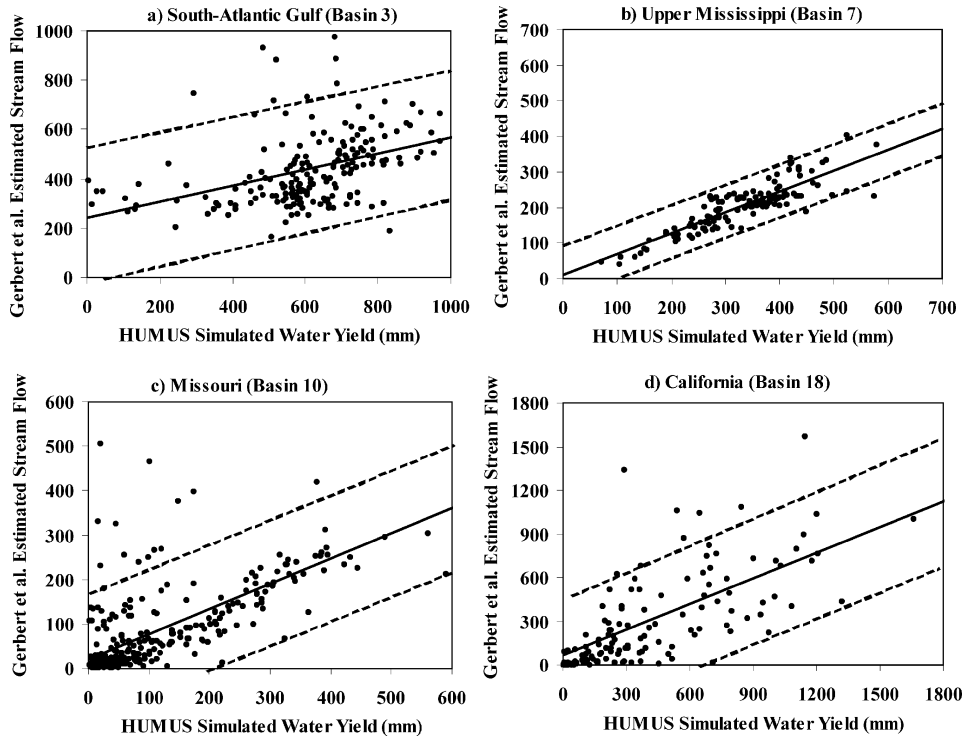 a) South-Atlantic Gulf (Basin 3)
Gerbert et al. Estimated Stream Flow
1000
800
600
400
200
0
0 200 400 600 800 1000
HUMUS Simulated Water Yield (mm)
b) Upper Mississippi (Basin 7)
Gerbert et al. Estimated Stream Flow
700
600
500
400
300
200
100
0
0 100 200 300 400 500 600 700
HUMUS Simulated Water Yield (mm)
c) Missouri (Basin 10)
Gerbert et al. Estimated Stream Flow
600
500
400
300
200
100
0
0 100 200 300 400 500 600
HUMUS Simulated Water Yield (mm)
d) California (Basin 18)
Gerbert et al. Estimated Stream Flow
1800
1500
1200
900
600
300
0
0 300 600 900 1200 1500 1800
HUMUS Simulated Water Yield (mm)